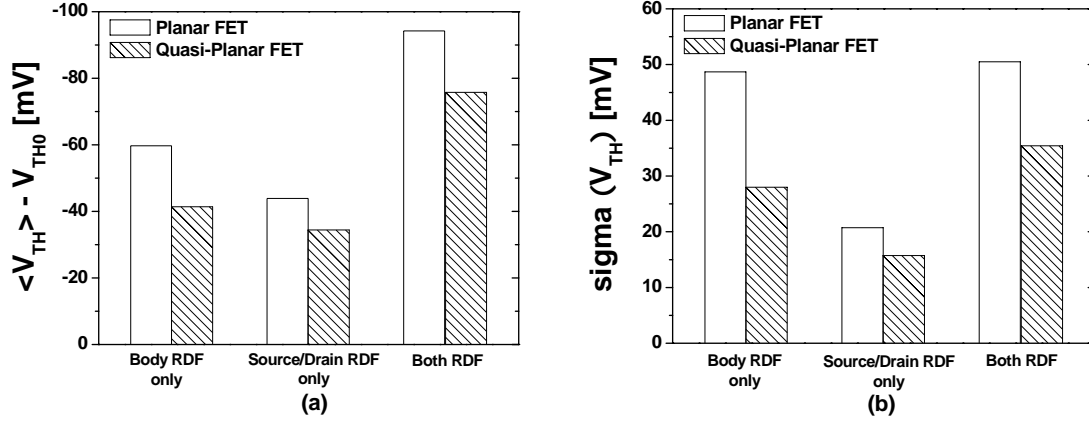 -100
-80
-60
-40
-20
0
<V_TH> - V_TH0 [mV]
Planar FET
Quasi-Planar FET
Body RDF
only
Source/Drain RDF
only
Both RDF
(a)
60
50
40
30
20
10
0
sigma (V_TH) [mV]
Planar FET
Quasi-Planar FET
Body RDF
only
Source/Drain RDF
only
Both RDF
(b)